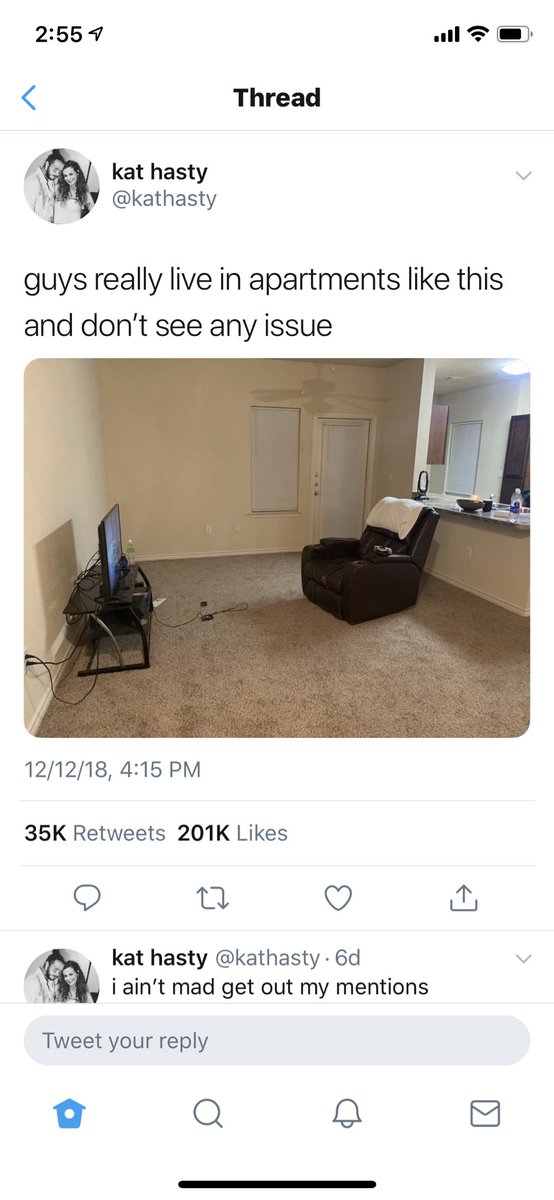 2:55
Thread
kat hasty
@kathasty
guys really live in apartments like this
and don’t see any issue
12/12/18, 4:15 PM
35K Retweets 201K Likes
kat hasty @kathasty · 6d
i ain’t mad get out my mentions
Tweet your reply